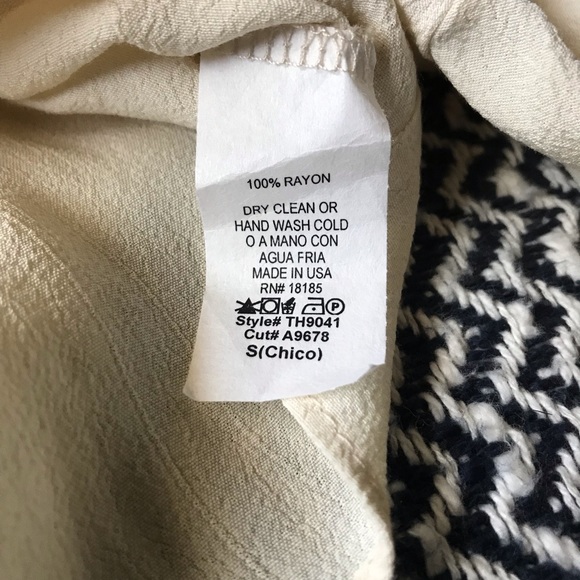 100% RAYON
DRY CLEAN OR
HAND WASH COLD
O A MANO CON
AGUA FRIA
MADE IN USA
RN# 18185
Style# TH9041
Cut# A9678
S(Chico)